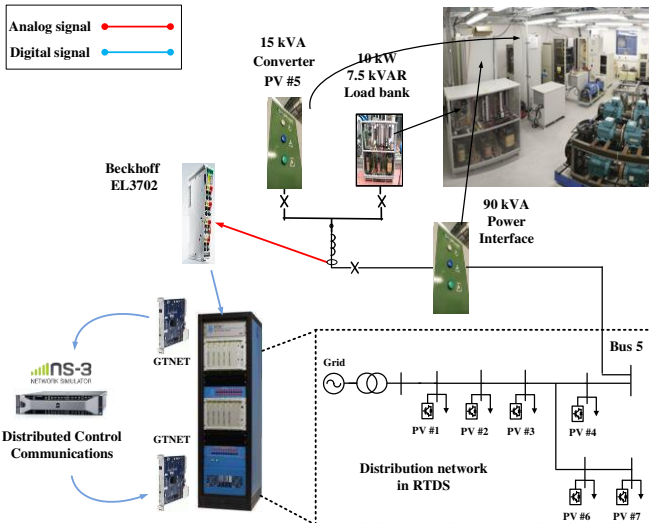 Analog signal
Digital signal
15 kVA
Converter
PV #5
10 kW
7.5 kVAR
Load bank
Beckhoff
EL3702
90 kVA
Power
Interface
GTNET
NS-3
NETWORK SIMULATOR
Distributed Control
Communications
GTNET
Bus 5
Grid
PV #1
PV #2
PV #3
PV #4
Distribution network
in RTDS
PV #6
PV #7